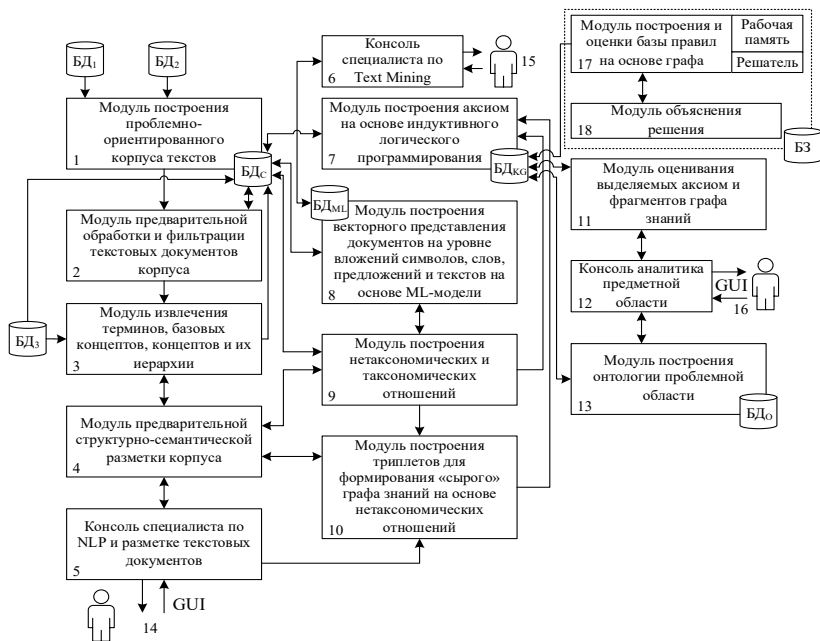 БД1
БД2
Модуль построения
проблемно-
ориентированного
корпуса текстов
1
БДС
Модуль предварительной
обработки и фильтрации
текстовых документов
корпуса
2
БД3
Модуль извлечения
терминов, базовых
концептов, концептов и их
иерархии
3
Модуль предварительной
структурно-семантической
разметки корпуса
4
Консоль специалиста по
NLP и разметке текстовых
документов
5
14
GUI
Консоль
специалиста по
Text Mining
6
15
Модуль построения аксиом
на основе индуктивного
логического
программирования
7
БДKG
БДML
Модуль построения
векторного представления
документов на уровне
вложений символов, слов,
предложений и текстов на
основе ML-модели
8
Модуль построения
нетаксономических и
таксономических
отношений
9
Модуль построения
триплетов для
формирования «сырого»
графа знаний на основе
нетаксономических
отношений
10
Модуль построения и
оценки базы правил
на основе графа
17
Рабочая
память
Решатель
Модуль объяснения
решения
18
БЗ
Модуль оценивания
выделяемых аксиом и
фрагментов графа
знаний
11
Консоль аналитика
предметной
области
12
GUI
16
Модуль построения
онтологии проблемной
области
13
БДО